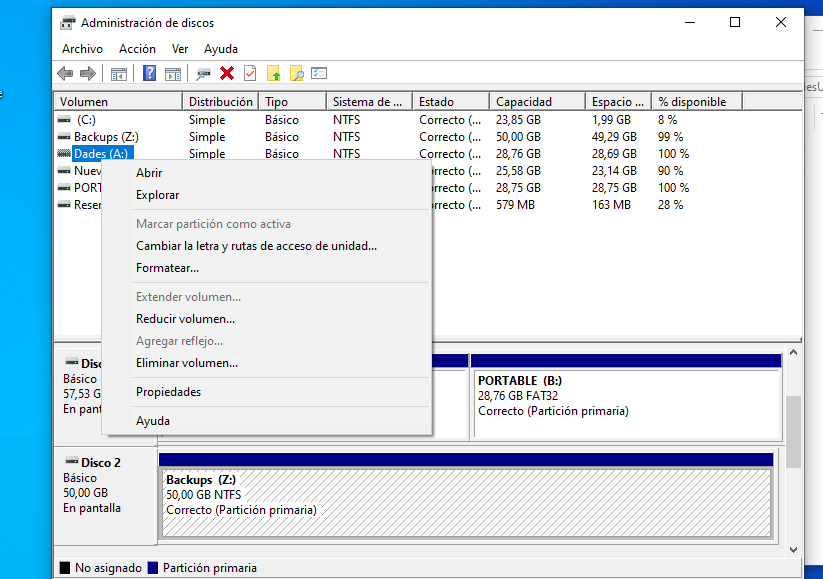 Administración de discos
Archivo Acción Ver Ayuda
Volumen Distribución Tipo Sistema de ... Estado Capacidad Espacio ... % disponible
(C:) Simple Básico NTFS Correcto (... 23,85 GB 1,99 GB 8 %
Backups (Z:) Simple Básico NTFS Correcto (... 50,00 GB 49,29 GB 99 %
Dades (A:) Simple Básico NTFS Correcto (... 28,76 GB 28,69 GB 100 %
Nuev orrecto (... 25,58 GB 23,14 GB 90 %
PORT orrecto (... 28,75 GB 28,75 GB 100 %
Reser orrecto (... 579 MB 163 MB 28 %
Abrir
Explorar
Marcar partición como activa
Cambiar la letra y rutas de acceso de unidad...
Formatear...
Extender volumen...
Reducir volumen...
Agregar reflejo...
Eliminar volumen...
Propiedades
Ayuda
Disc
Básico
57,53 G
En pant
PORTABLE (B:)
28,76 GB FAT32
Correcto (Partición primaria)
Disco 2
Básico
50,00 GB
En pantalla
Backups (Z:)
50,00 GB NTFS
Correcto (Partición primaria)
No asignado Partición primaria